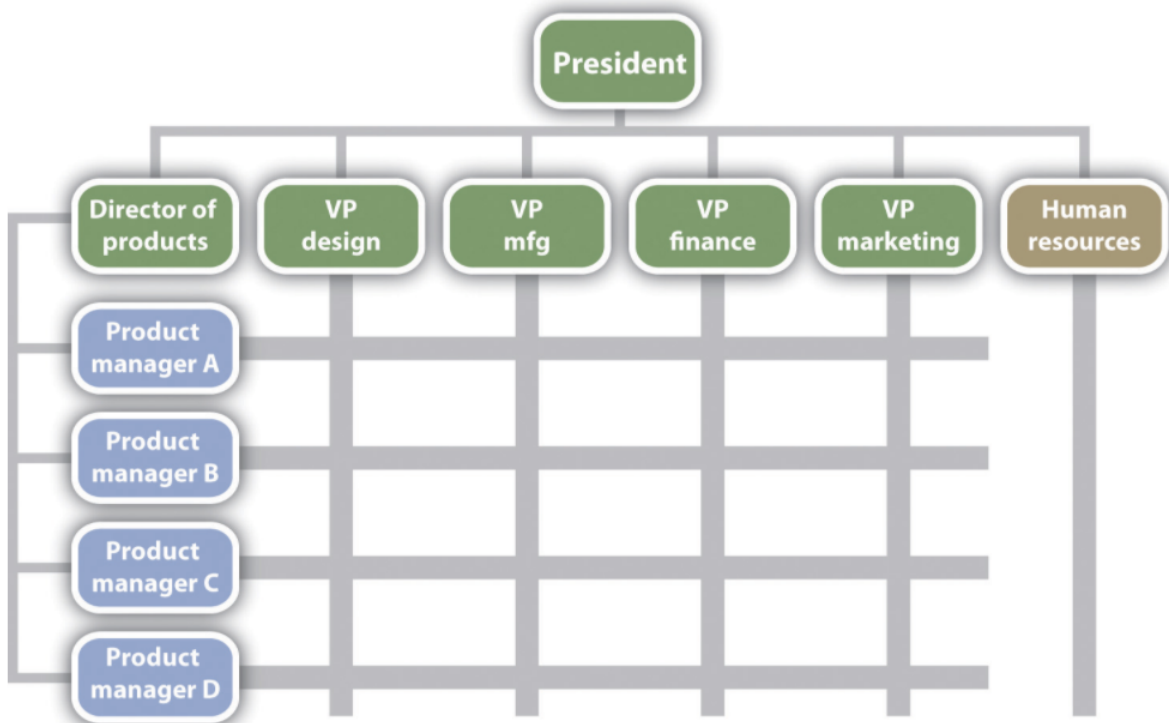 President
Director of
products
VP
design
VP
mfg
VP
finance
VP
marketing
Human
resources
Product
manager A
Product
manager B
Product
manager C
Product
manager D